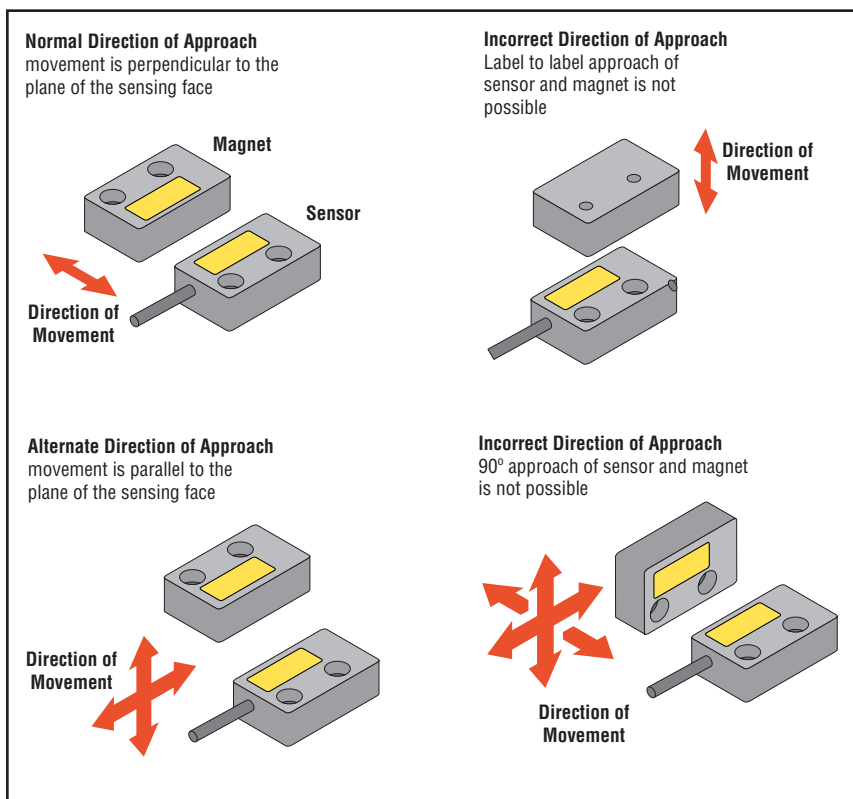 Normal Direction of Approach
movement is perpendicular to the
plane of the sensing face
Magnet
Sensor
Direction of
Movement
Incorrect Direction of Approach
Label to label approach of
sensor and magnet is not
possible
Direction of
Movement
Alternate Direction of Approach
movement is parallel to the
plane of the sensing face
Direction of
Movement
Incorrect Direction of Approach
90º approach of sensor and magnet
is not possible
Direction of
Movement